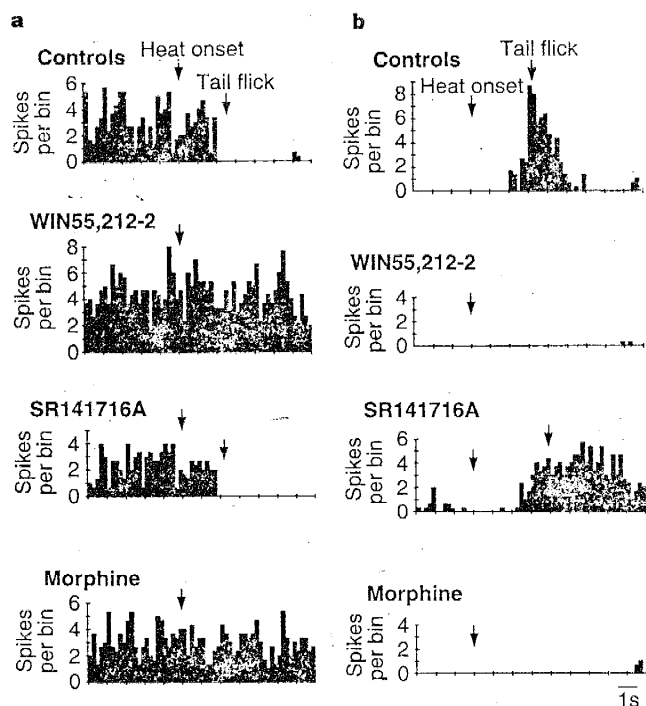 a
Controls
Heat onset
Tail flick
Spikes per bin
6
4
2
0
WIN55,212-2
Spikes per bin
8
6
4
2
0
SR141716A
Spikes per bin
4
2
0
Morphine
Spikes per bin
6
4
2
0
b
Controls
Tail flick
Heat onset
Spikes per bin
8
6
4
2
0
WIN55,212-2
Spikes per bin
4
2
0
SR141716A
Spikes per bin
6
4
2
0
Morphine
Spikes per bin
4
2
0
1s